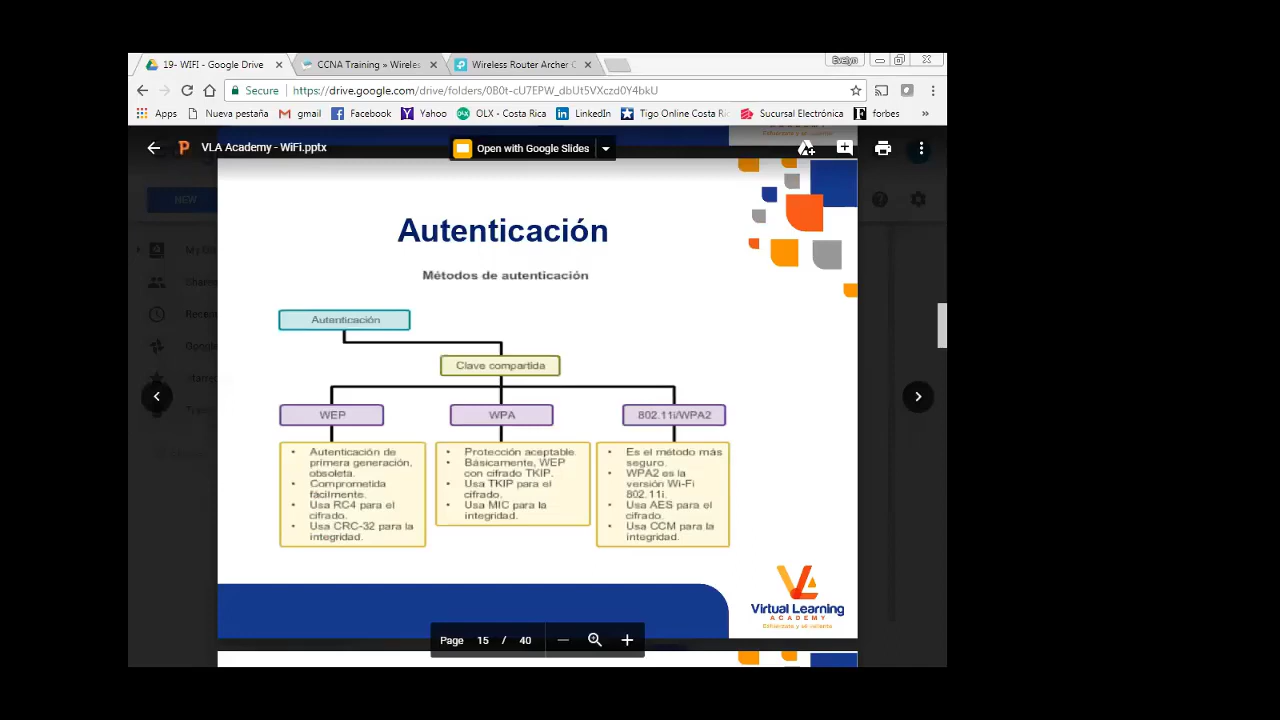 19- WIFI - Google Drive
CCNA Training » Wireles
Wireless Router Archer C
Evelyn
Secure
https://drive.google.com/drive/folders/0B0t-cU7EPW_dbUt5VXczd0Y4bkU
Apps
Nueva pestaña
gmail
Facebook
Yahoo
OLX - Costa Rica
LinkedIn
Tigo Online Costa Ric
Sucursal Electrónica
forbes
»
VLA Academy - WiFi.pptx
Open with Google Slides
NEW
Autenticación
Métodos de autenticación
Autenticación
Clave compartida
WEP
WPA
802.11i/WPA2
• Autenticación de
primera generación,
obsoleta.
• Comprometida
fácilmente.
• Usa RC4 para el
cifrado.
• Usa CRC-32 para la
integridad.
• Protección aceptable.
• Básicamente, WEP
con cifrado TKIP.
• Usa TKIP para el
cifrado.
• Usa MIC para la
integridad.
• Es el método más
seguro.
• WPA2 es la
versión Wi-Fi
802.11i.
• Usa AES para el
cifrado.
• Usa CCM para la
integridad.
Virtual Learning
ACADEMY
Page 15 / 40